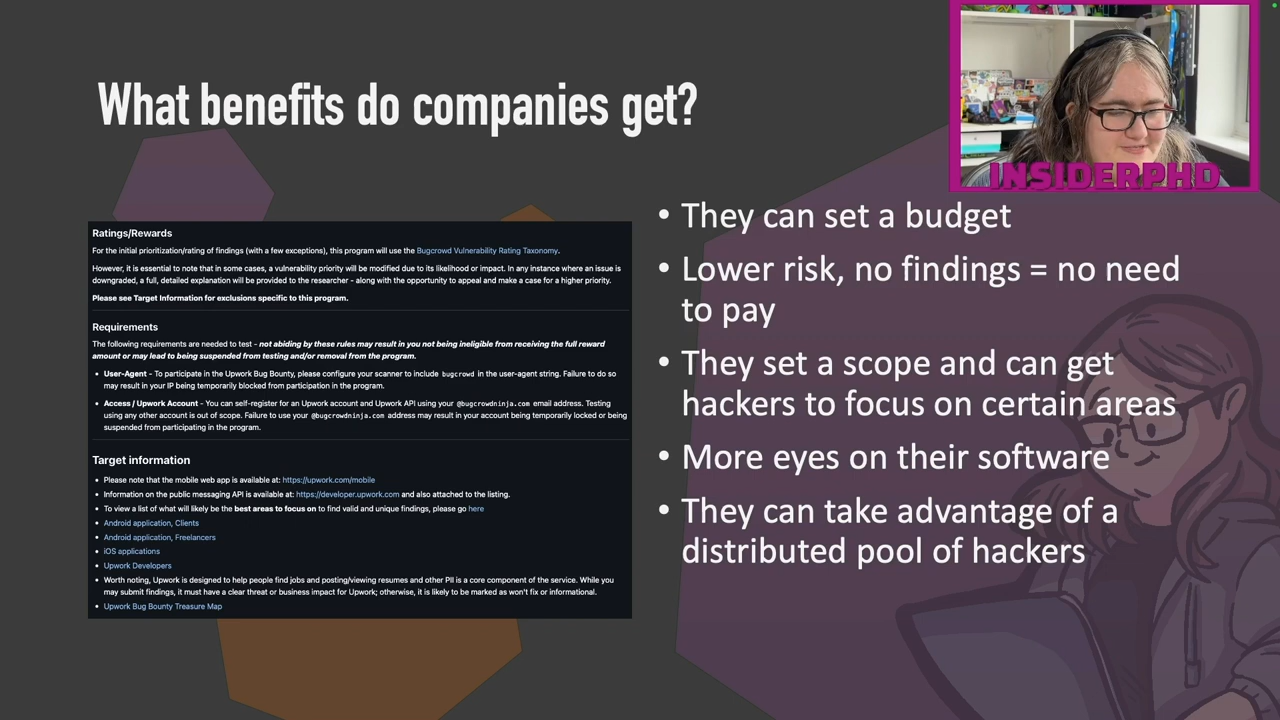 What benefits do companies get?
INSIDERPHD
Ratings/Rewards
For the initial prioritization/rating of findings (with a few exceptions), this program will use the Bugcrowd Vulnerability Rating Taxonomy.
However, it is essential to note that in some cases, a vulnerability priority will be modified due to its likelihood or impact. In any instance where an issue is
downgraded, a full, detailed explanation will be provided to the researcher - along with the opportunity to appeal and make a case for a higher priority.
Please see Target Information for exclusions specific to this program.
Requirements
The following requirements are needed to test - not abiding by these rules may result in you not being ineligible from receiving the full reward
amount or may lead to being suspended from testing and/or removal from the program.
• User-Agent - To participate in the Upwork Bug Bounty, please configure your scanner to include bugcrowd in the user-agent string. Failure to do so
may result in your IP being temporarily blocked from participation in the program.
• Access / Upwork Account - You can self-register for an Upwork account and Upwork API using your @bugcrowdninja.com email address. Testing
using any other account is out of scope. Failure to use your @bugcrowdninja.com address may result in your account being temporarily locked or being
suspended from participating in the program.
Target information
• Please note that the mobile web app is available at: https://upwork.com/mobile
• Information on the public messaging API is available at: https://developer.upwork.com and also attached to the listing.
• To view a list of what will likely be the best areas to focus on to find valid and unique findings, please go here
• Android application, Clients
• Android application, Freelancers
• iOS applications
• Upwork Developers
• Worth noting, Upwork is designed to help people find jobs and posting/viewing resumes and other PII is a core component of the service. While you
may submit findings, it must have a clear threat or business impact for Upwork; otherwise, it is likely to be marked as won't fix or informational.
• Upwork Bug Bounty Treasure Map
• They can set a budget
• Lower risk, no findings = no need
to pay
• They set a scope and can get
hackers to focus on certain areas
• More eyes on their software
• They can take advantage of a
distributed pool of hackers